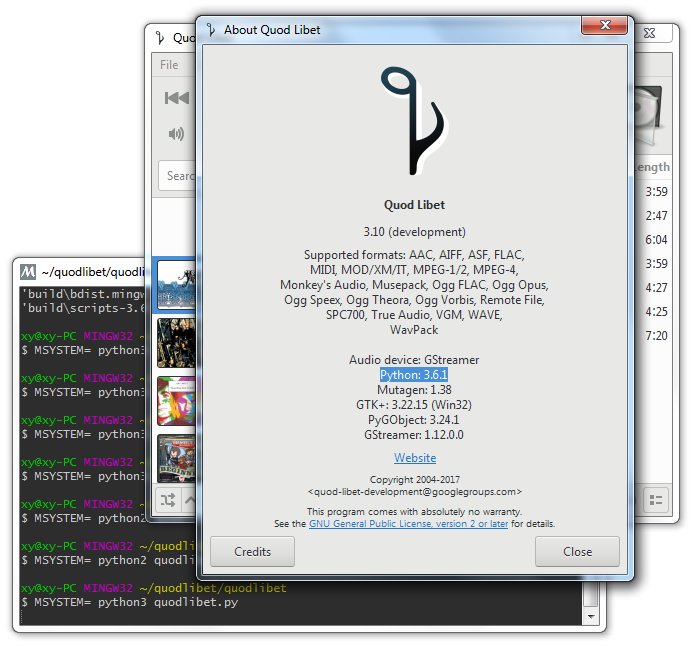 About Quod Libet
Quod Libet
3.10 (development)
Supported formats: AAC, AIFF, ASF, FLAC,
MIDI, MOD/XM/IT, MPEG-1/2, MPEG-4,
Monkey's Audio, Musepack, Ogg FLAC, Ogg Opus,
Ogg Speex, Ogg Theora, Ogg Vorbis, Remote File,
SPC700, True Audio, VGM, WAVE,
WavPack
Audio device: GStreamer
Python: 3.6.1
Mutagen: 1.38
GTK+: 3.22.15 (Win32)
PyGObject: 3.24.1
GStreamer: 1.12.0.0
Website
Copyright 2004-2017
<quod-libet-development@googlegroups.com>
This program comes with absolutely no warranty.
See the GNU General Public License, version 2 or later for details.
Credits
Close
Quo
File
Searc
ength
3:59
2:47
6:04
3:59
4:27
4:25
7:20
~/quodlibet/quodli
'build\bdist.mingw
'build\scripts-3.6
xy@xy-PC MINGW32 ~
$ MSYSTEM= python3
xy@xy-PC MINGW32 ~
$ MSYSTEM= python
xy@xy-PC MINGW32 ~
$ MSYSTEM= python3
xy@xy-PC MINGW32 ~
$ MSYSTEM= python3
xy@xy-PC MINGW32 ~
$ MSYSTEM= python2
xy@xy-PC MINGW32 ~/quodli
$ MSYSTEM= python2 quodli
xy@xy-PC MINGW32 ~/quodlibet/quodlibet
$ MSYSTEM= python3 quodlibet.py